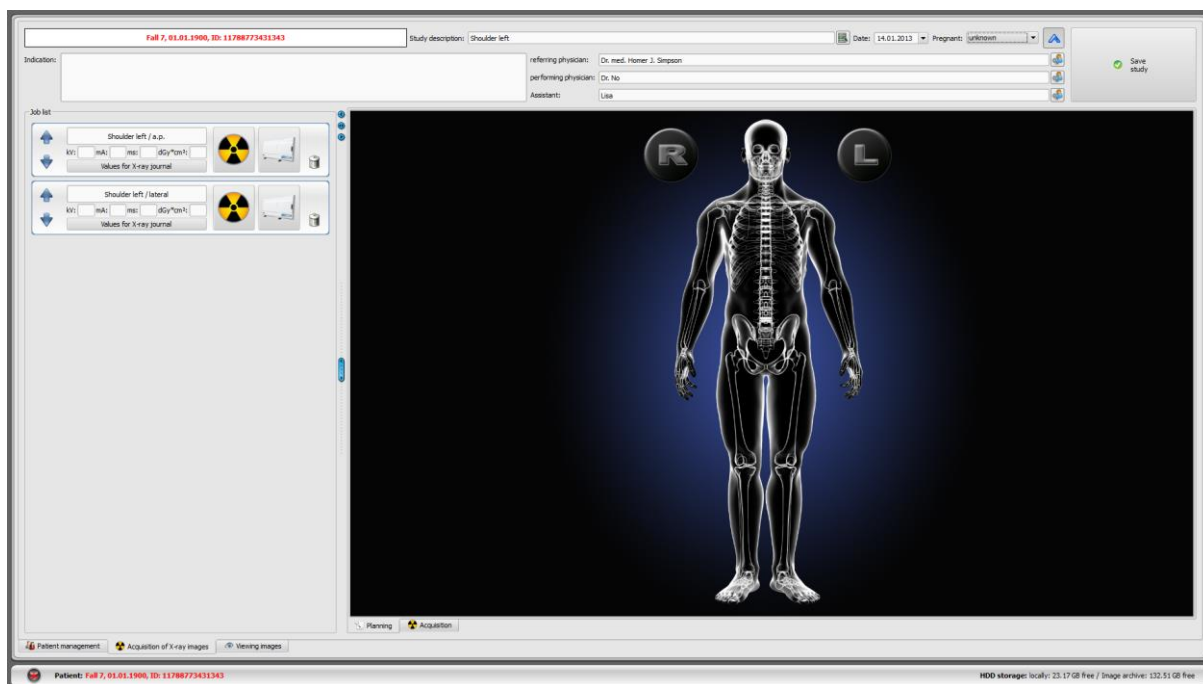 Fall 7, 01.01.1900, ID: 11788773431343
Study description: Shoulder left
Date: 14.01.2013
Pregnant: unknown
Save study
Indication:
referring physician: Dr. med. Homer J. Simpson
performing physician: Dr. No
Assistant: Lisa
Job list
Shoulder left / a.p.
kV: mA: ms: dGy*cm²:
Values for X-ray journal
Shoulder left / lateral
kV: mA: ms: dGy*cm²:
Values for X-ray journal
R
L
Planning
Acquisition
Patient management
Acquisition of X-ray images
Viewing images
Patient: Fall 7, 01.01.1900, ID: 11788773431343
HDD storage: locally: 23.17 GB free / Image archive: 132.51 GB free